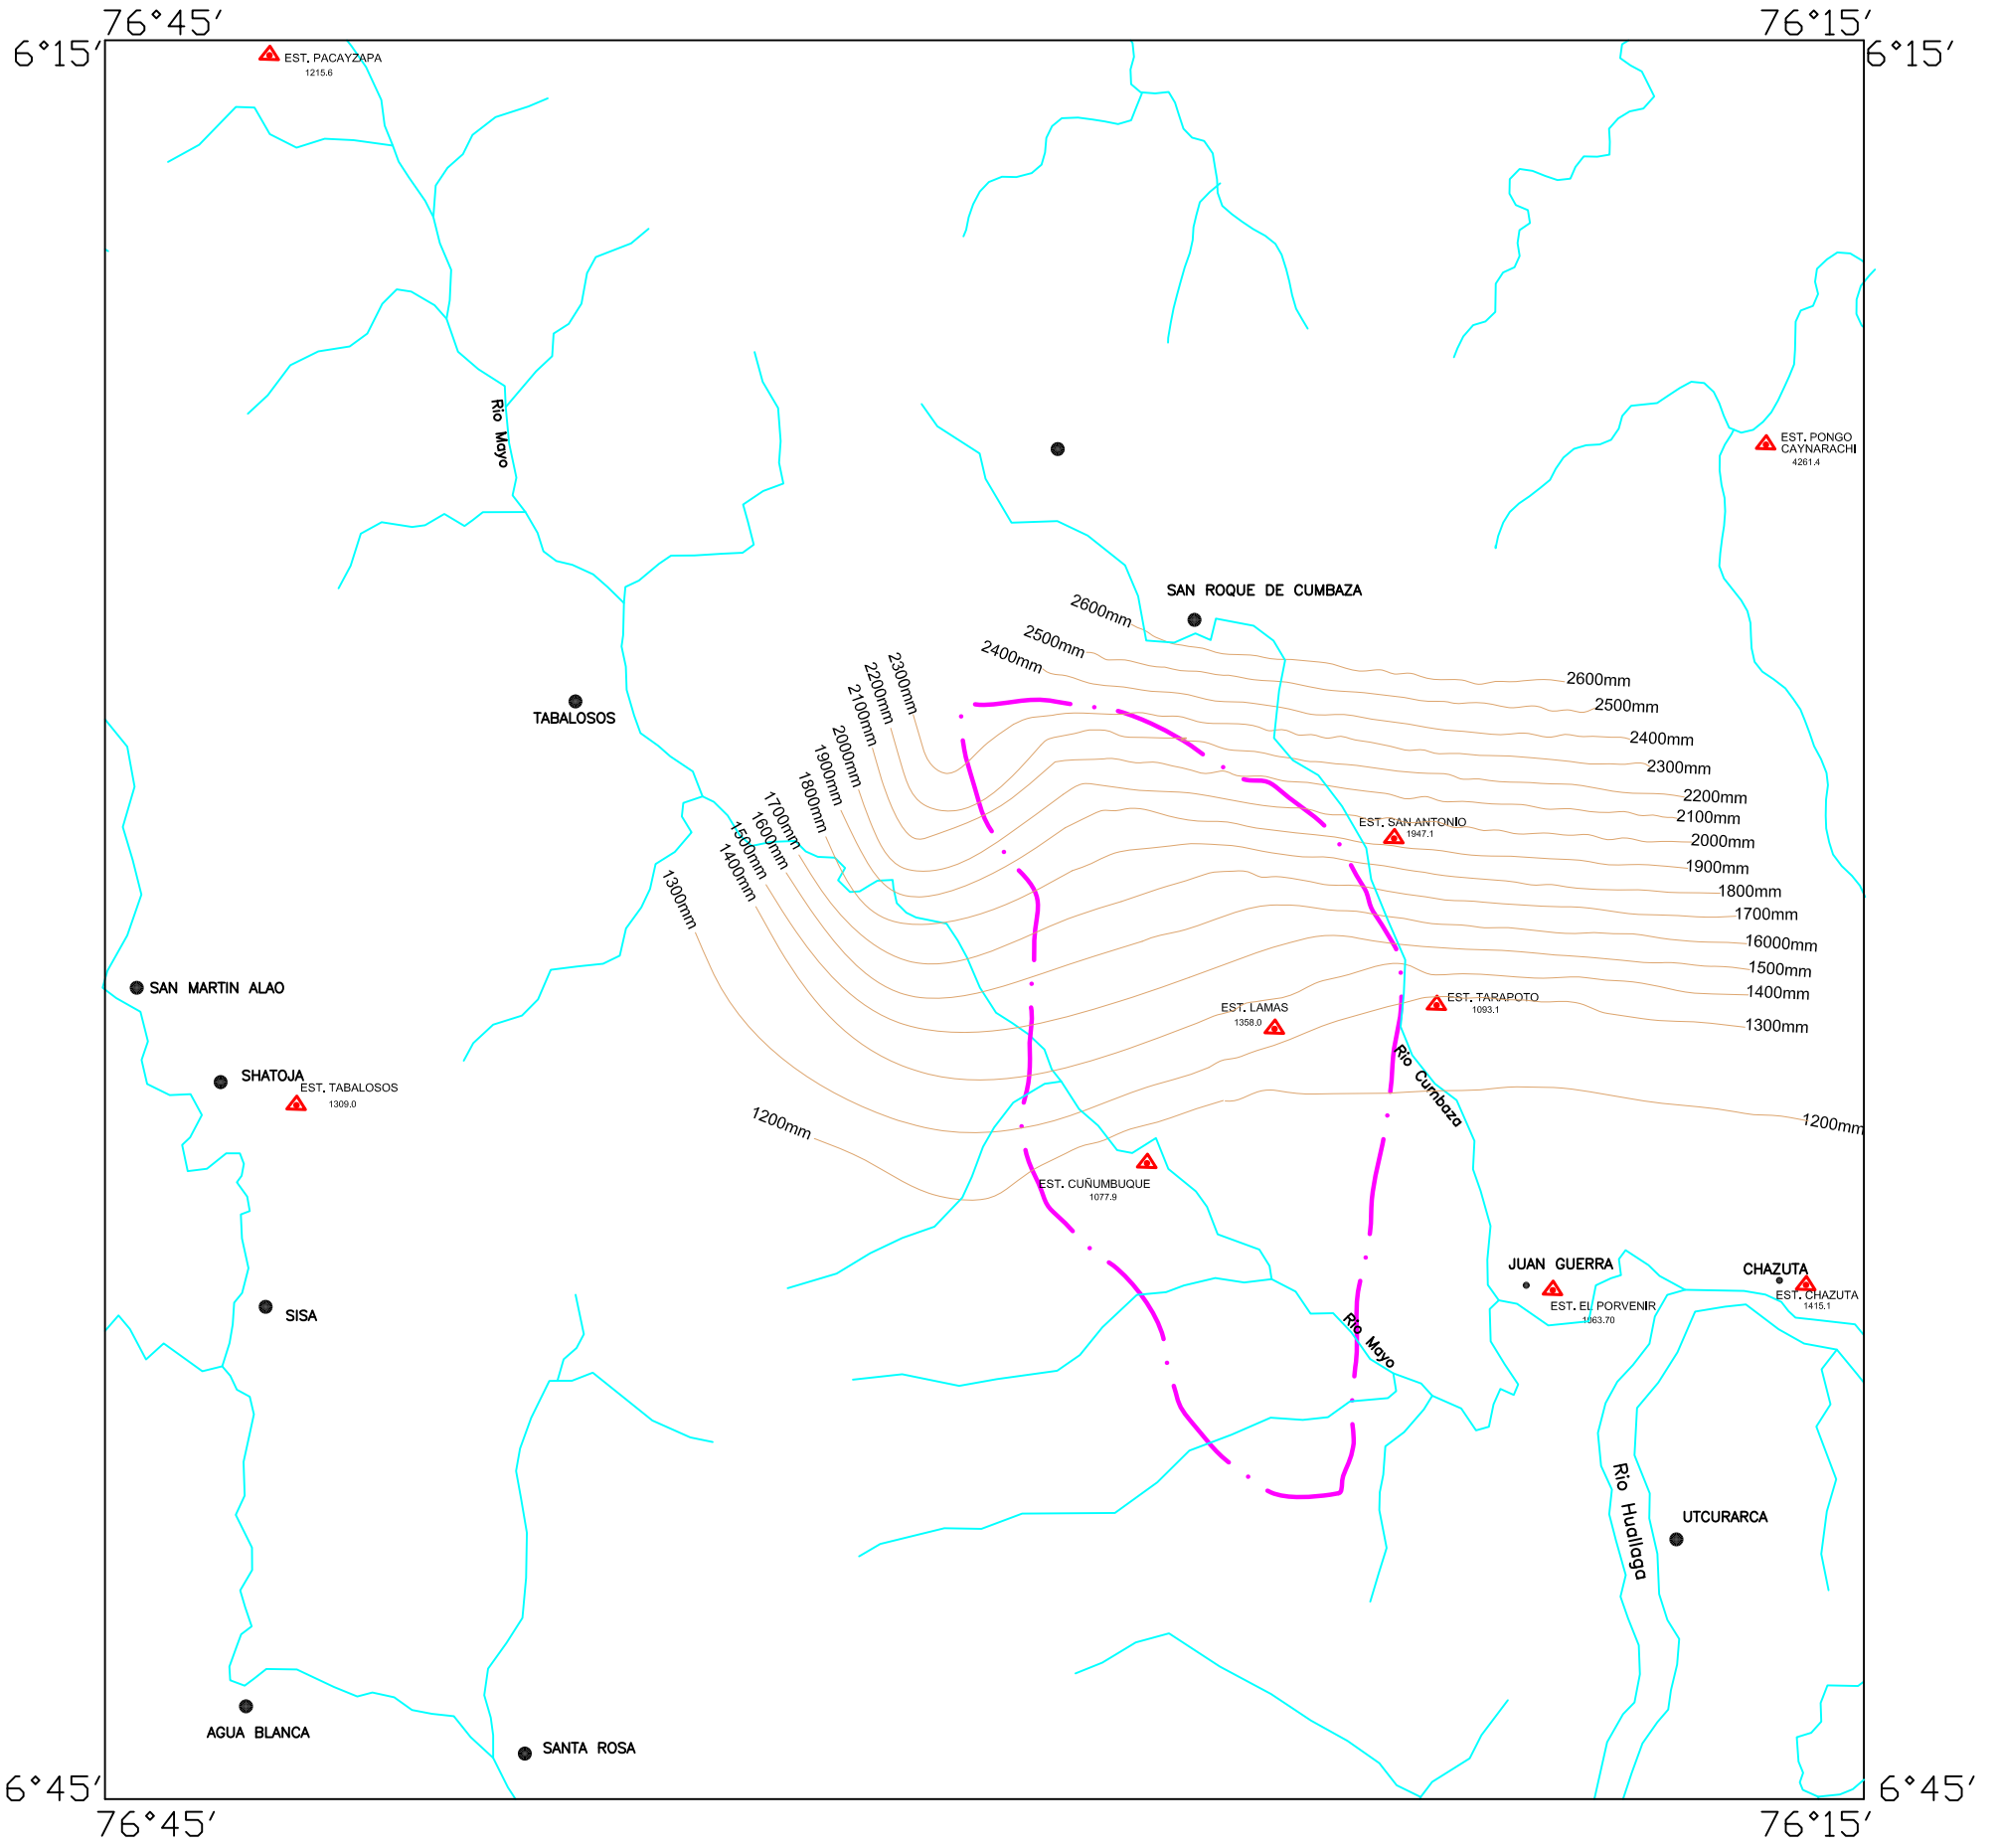 76°45′
76°15′
6°15′
6°15′
EST. PACAYZAPA
1215.6
Rio Mayo
EST. PONGO
CAYNARACHI
4261.4
SAN ROQUE DE CUMBAZA
2600mm
2500mm
2400mm
2300mm
2200mm
2100mm
2000mm
1900mm
1800mm
1700mm
1600mm
1500mm
1400mm
1300mm
1200mm
2600mm
2500mm
2400mm
2300mm
2200mm
2100mm
2000mm
1900mm
1800mm
1700mm
16000mm
1500mm
1400mm
1300mm
1200mm
TABALOSOS
EST. SAN ANTONIO
1947.1
SAN MARTIN ALAO
EST. LAMAS
1358.0
EST. TARAPOTO
1093.1
Rio Cumbaza
SHATOJA
EST. TABALOSOS
1309.0
EST. CUÑUMBUQUE
1077.9
JUAN GUERRA
CHAZUTA
EST. CHAZUTA
1415.1
EST. EL PORVENIR
1063.70
SISA
Rio Mayo
Rio Huallaga
UTCURARCA
AGUA BLANCA
SANTA ROSA
6°45′
6°45′
76°45′
76°15′